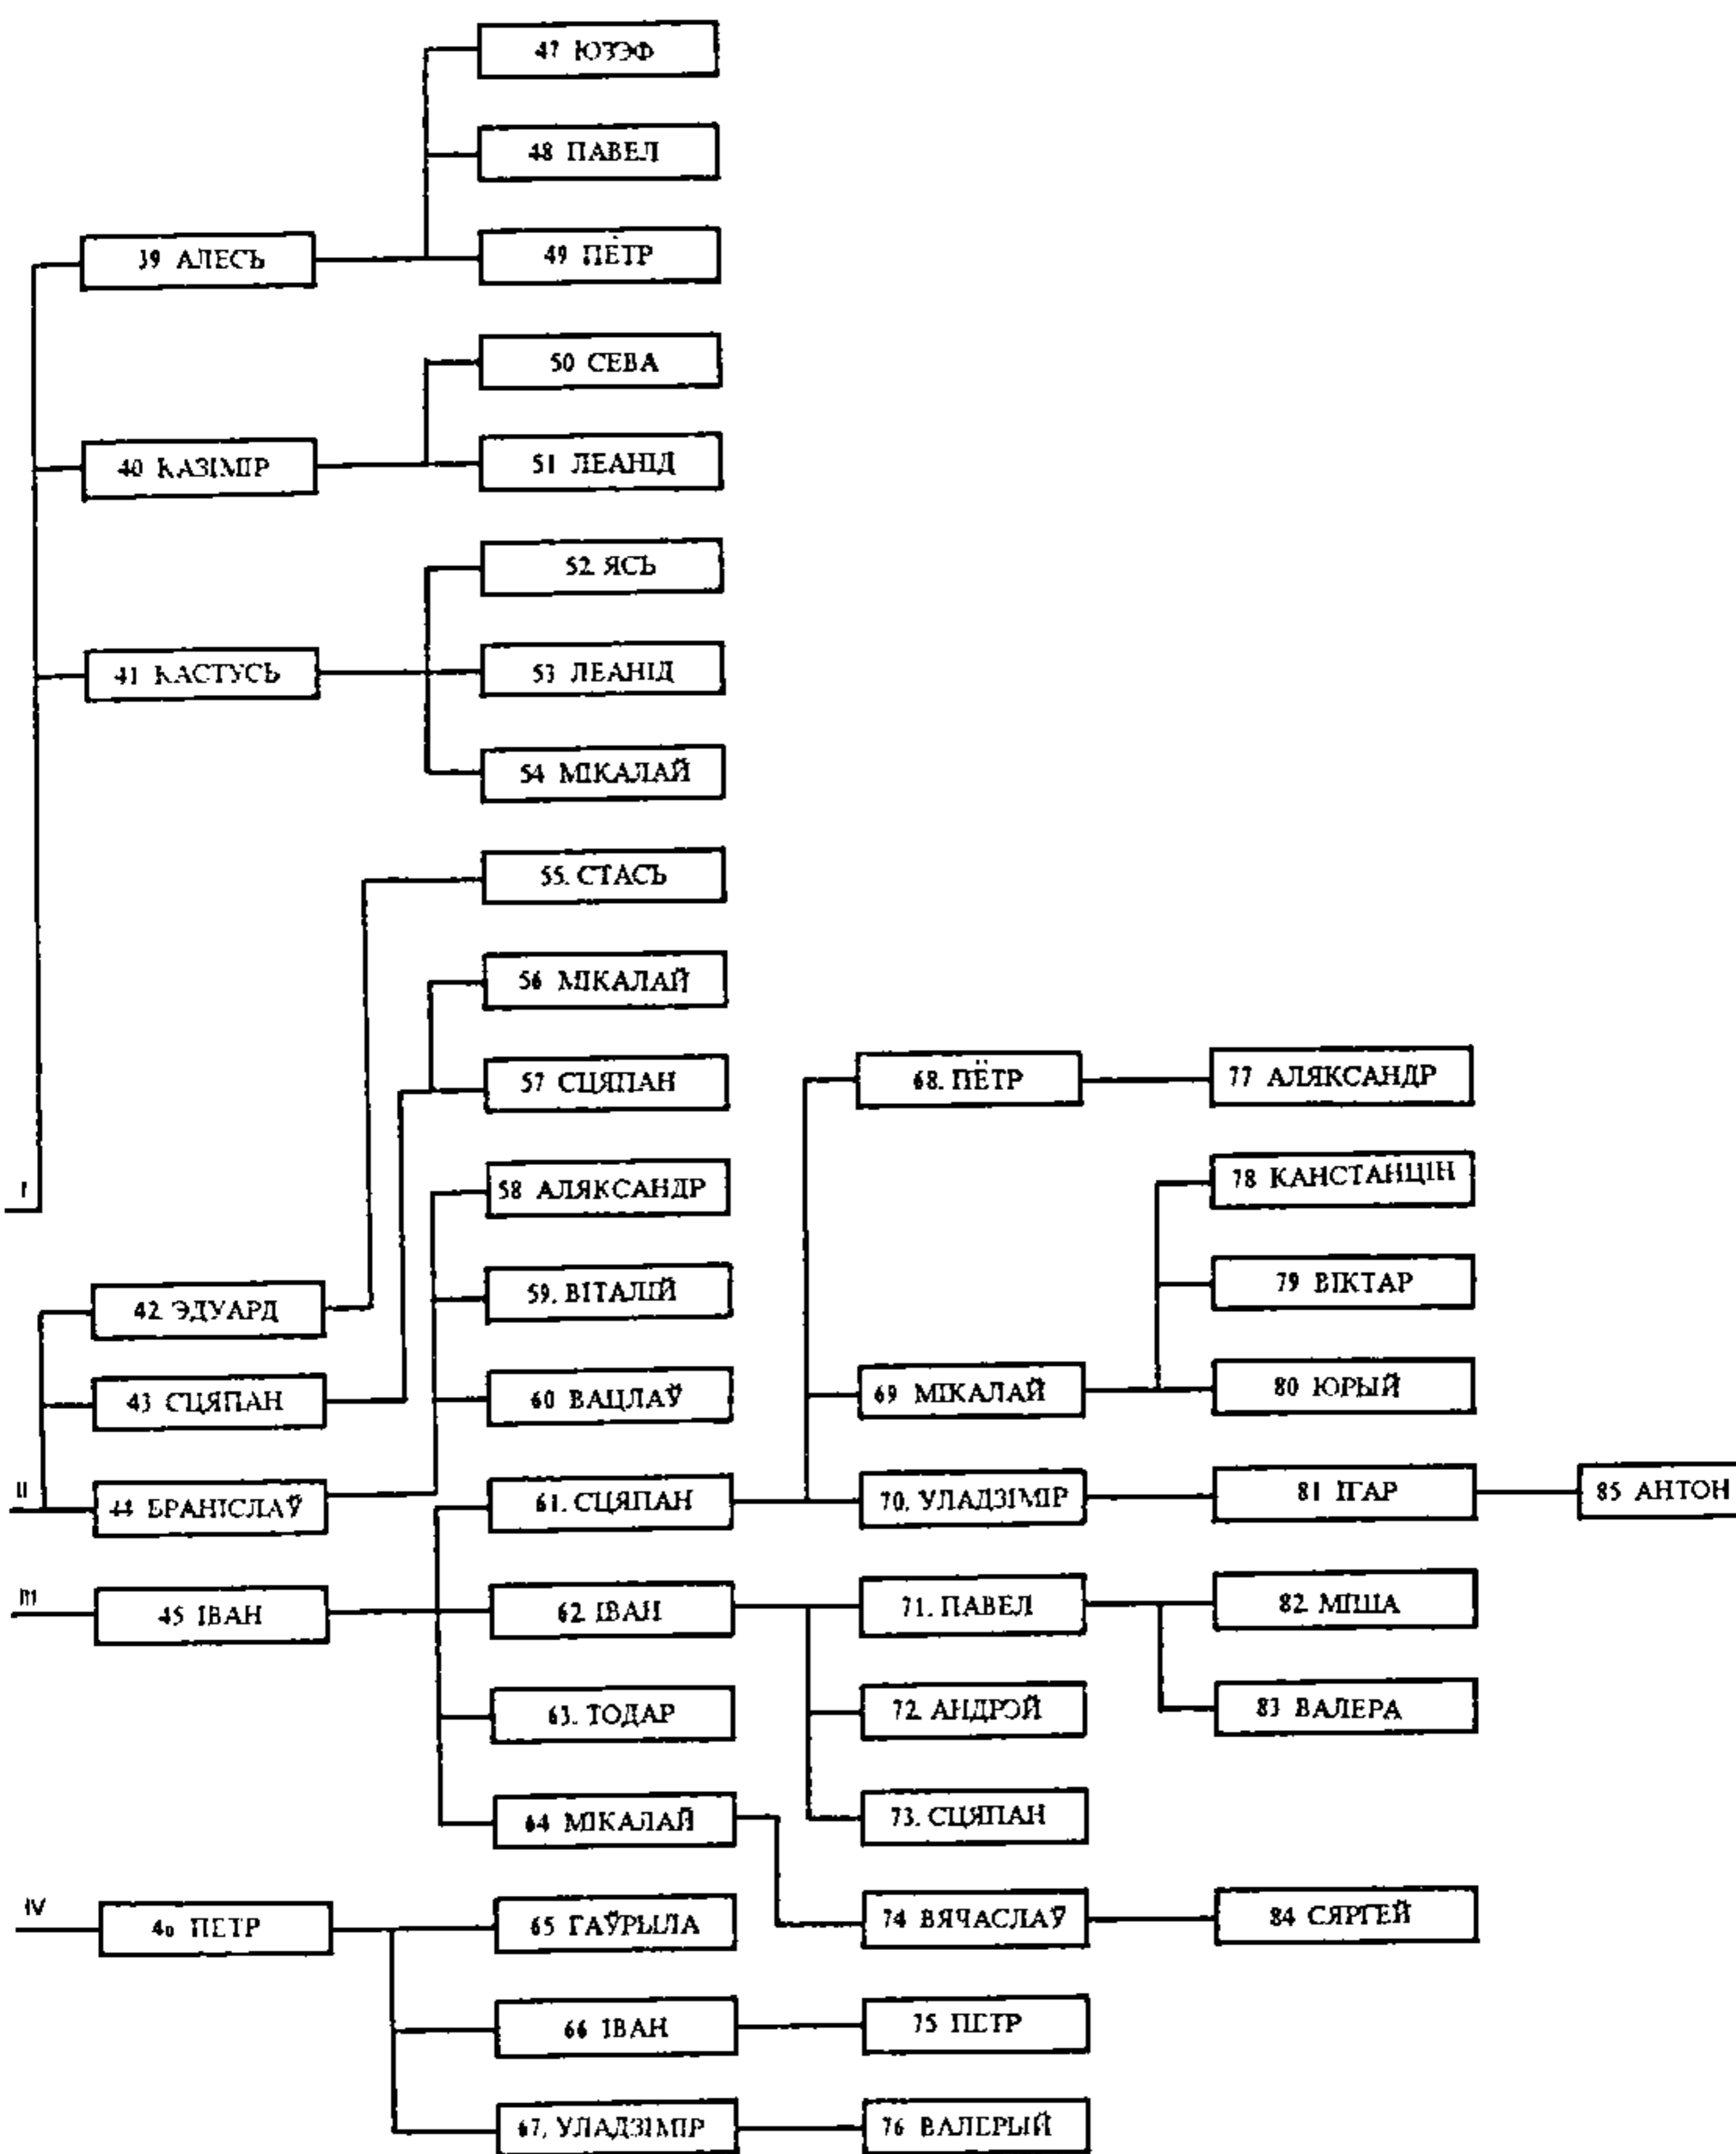 47 ЮЗЭФ
48 ПАВЕЛ
39 АЛЕСЬ
49 ПЁТР
50 СЕВА
40 КАЗІМІР
51 ЛЕАНІД
52. ЯСЬ
41 КАСТУСЬ
53 ЛЕАНІД
54 МІКАЛАЙ
55. СТАСЬ
56 МІКАЛАЙ
57 СЦЯПАН
68. ПЁТР
77 АЛЯКСАНДР
I
58 АЛЯКСАНДР
78 КАНСТАНЦІН
42. ЭДУАРД
59. ВІТАЛІЙ
79 ВІКТАР
43 СЦЯПАН
60 ВАЦЛАЎ
69 МІКАЛАЙ
80 ЮРЫЙ
II
44 БРАНІСЛАЎ
61. СЦЯПАН
70. УЛАДЗІМІР
81 ІГАР
85 АНТОН
III
45 ІВАН
62. ІВАН
71. ПАВЕЛ
82. МІША
63. ТОДАР
72. АНДРЭЙ
83 ВАЛЕРА
64 МІКАЛАЙ
73. СЦЯПАН
IV
46 ПЕТР
65 ГАЎРЫЛА
74 ВЯЧАСЛАЎ
84 СЯРГЕЙ
66 ІВАН
75 ПЕТР
67. УЛАДЗІМІР
76 ВАЛЕРЫЙ